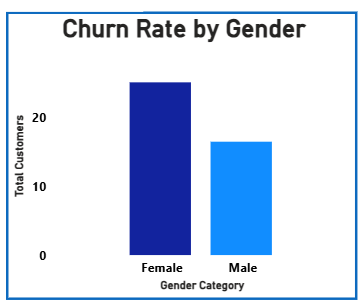 Churn Rate by Gender
Total Customers
20
10
0
Female Male
Gender Category